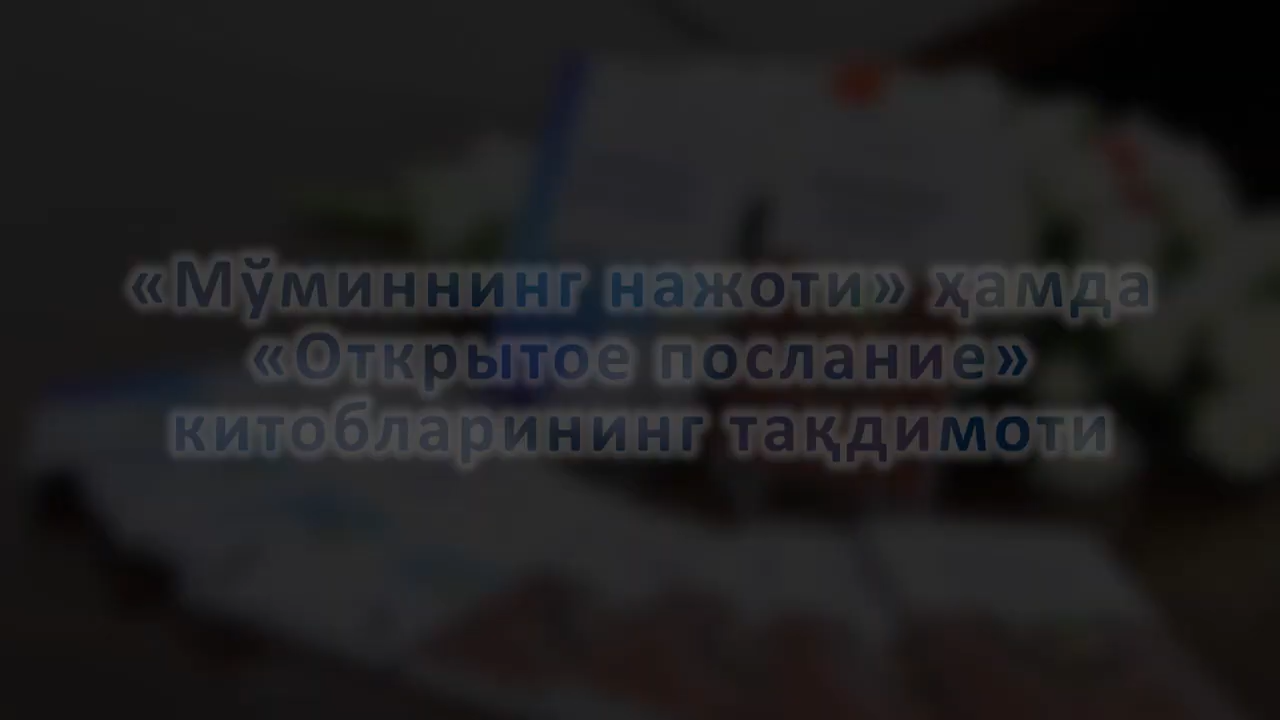 «Мўминнинг нажоти» ҳамда
«Открытое послание»
китобларининг тақдимоти